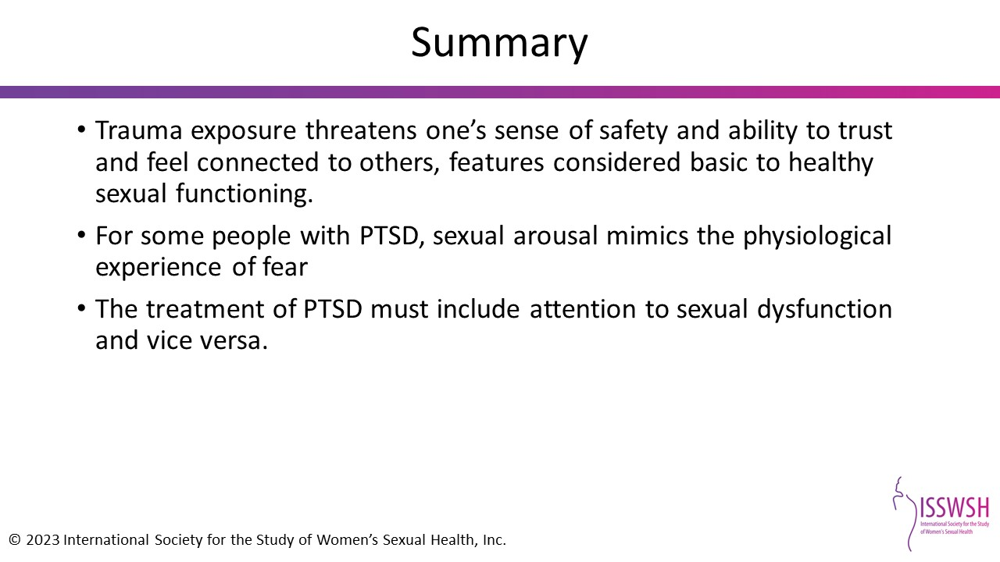 Summary
• Trauma exposure threatens one’s sense of safety and ability to trust
and feel connected to others, features considered basic to healthy
sexual functioning.
• For some people with PTSD, sexual arousal mimics the physiological
experience of fear
• The treatment of PTSD must include attention to sexual dysfunction
and vice versa.
ISSWSH
International Society for the Study
of Women's Sexual Health
© 2023 International Society for the Study of Women’s Sexual Health, Inc.